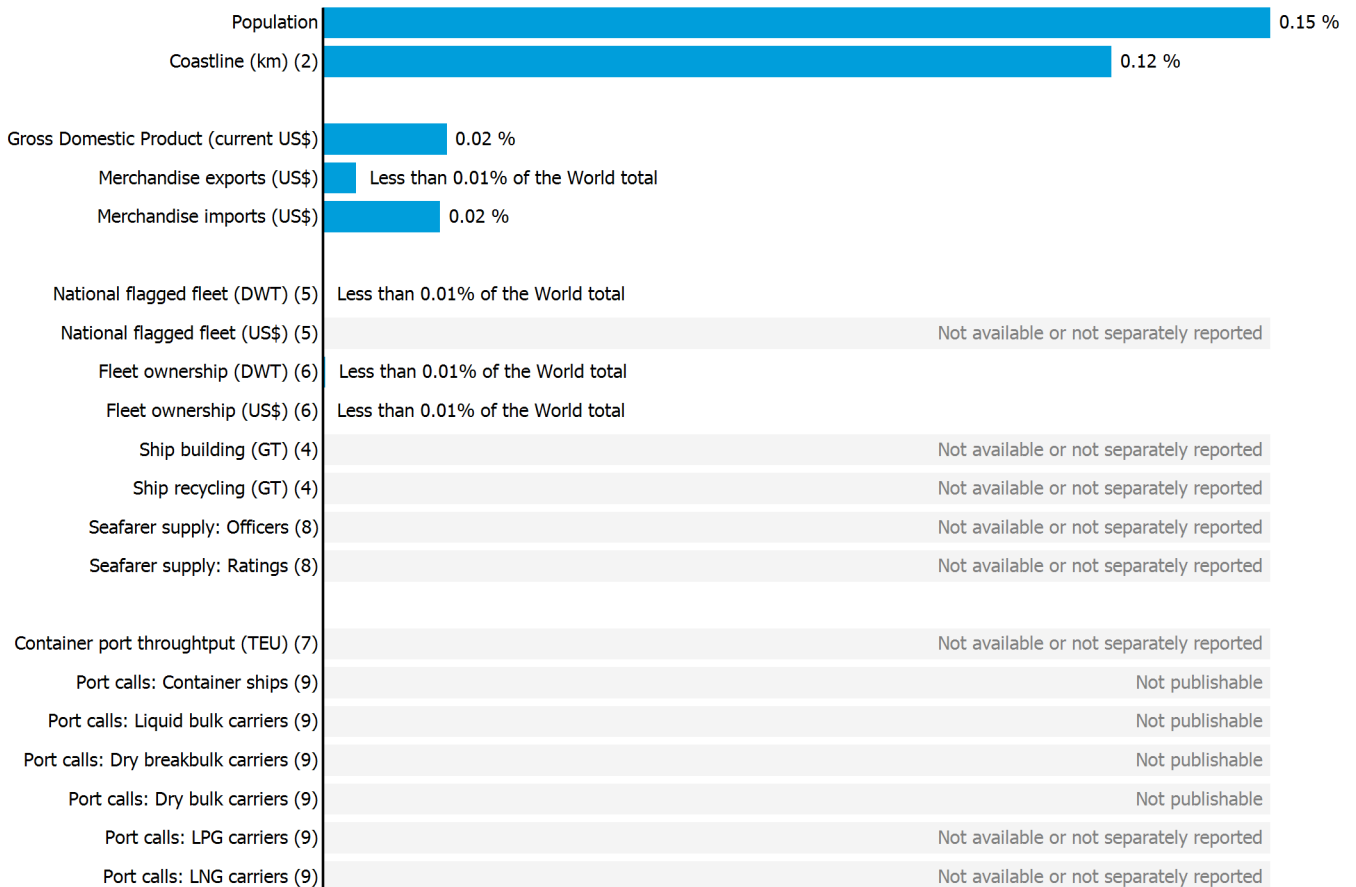 Population 0.15 %
Coastline (km) (2) 0.12 %
Gross Domestic Product (current US$) 0.02 %
Merchandise exports (US$) Less than 0.01% of the World total
Merchandise imports (US$) 0.02 %
National flagged fleet (DWT) (5) Less than 0.01% of the World total
National flagged fleet (US$) (5) Not available or not separately reported
Fleet ownership (DWT) (6) Less than 0.01% of the World total
Fleet ownership (US$) (6) Less than 0.01% of the World total
Ship building (GT) (4) Not available or not separately reported
Ship recycling (GT) (4) Not available or not separately reported
Seafarer supply: Officers (8) Not available or not separately reported
Seafarer supply: Ratings (8) Not available or not separately reported
Container port throughtput (TEU) (7) Not available or not separately reported
Port calls: Container ships (9) Not publishable
Port calls: Liquid bulk carriers (9) Not publishable
Port calls: Dry breakbulk carriers (9) Not publishable
Port calls: Dry bulk carriers (9) Not publishable
Port calls: LPG carriers (9) Not available or not separately reported
Port calls: LNG carriers (9) Not available or not separately reported